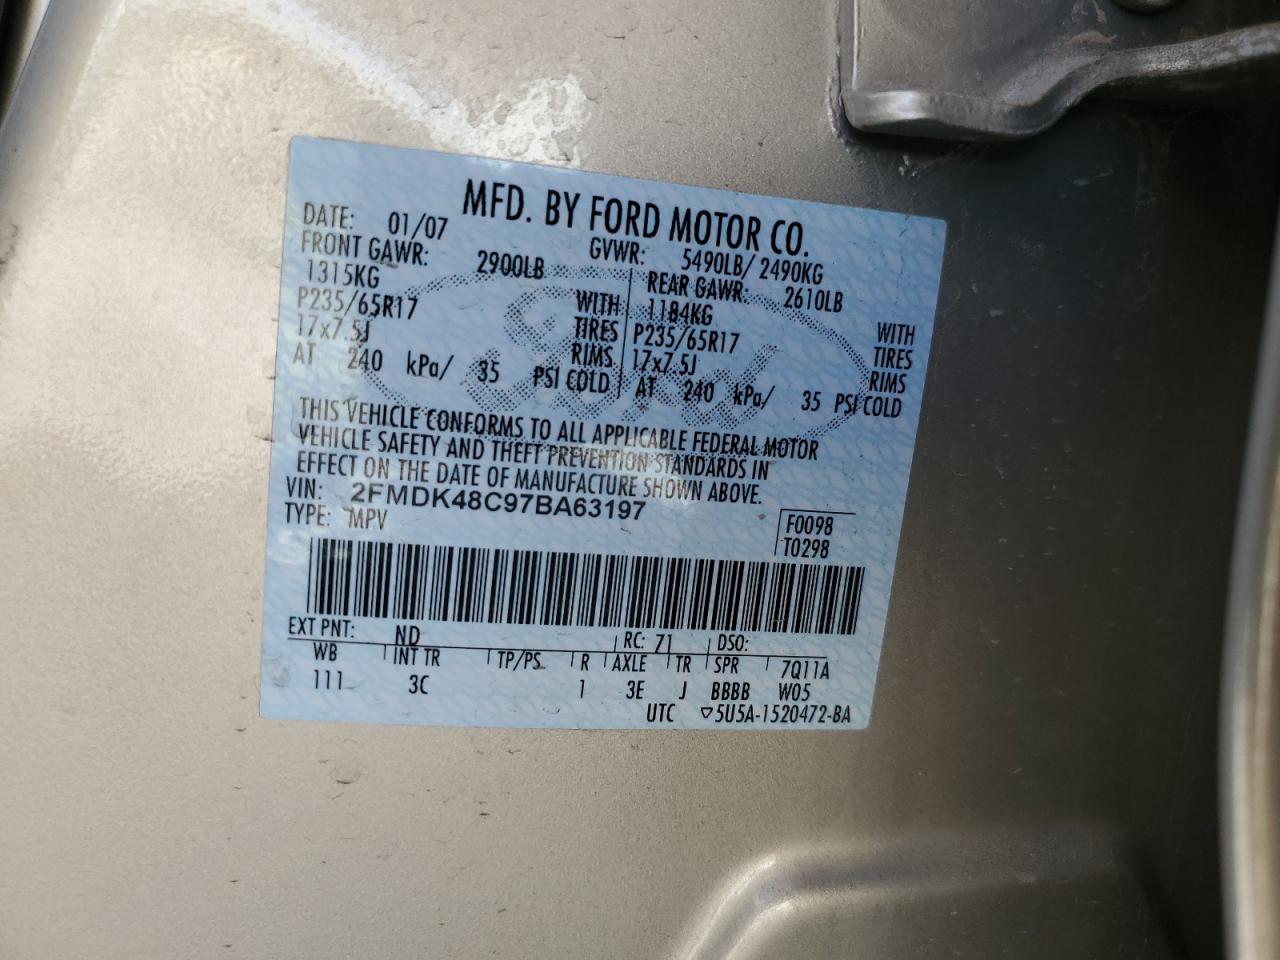 MFD. BY FORD MOTOR CO.
DATE: 01/07 GVWR: 5490LB/ 2490KG
FRONT GAWR: 2900LB REAR GAWR: 2610LB
1315KG WITH 1184KG WITH
P235/65R17 TIRES P235/65R17 TIRES
17x7.5J RIMS 17x7.5J RIMS
AT 240 kPa/ 35 PSI COLD AT 240 kPa/ 35 PSI COLD
THIS VEHICLE CONFORMS TO ALL APPLICABLE FEDERAL MOTOR
VEHICLE SAFETY AND THEFT PREVENTION STANDARDS IN
EFFECT ON THE DATE OF MANUFACTURE SHOWN ABOVE.
VIN: 2FMDK48C97BA63197
TYPE: MPV
F0098
T0298
EXT PNT: ND RC: 71 DSO:
WB INT TR TP/PS R AXLE TR SPR 7Q11A
111 3C 1 3E J BBBB W05
UTC ▽5U5A-1520472-BA
Ford